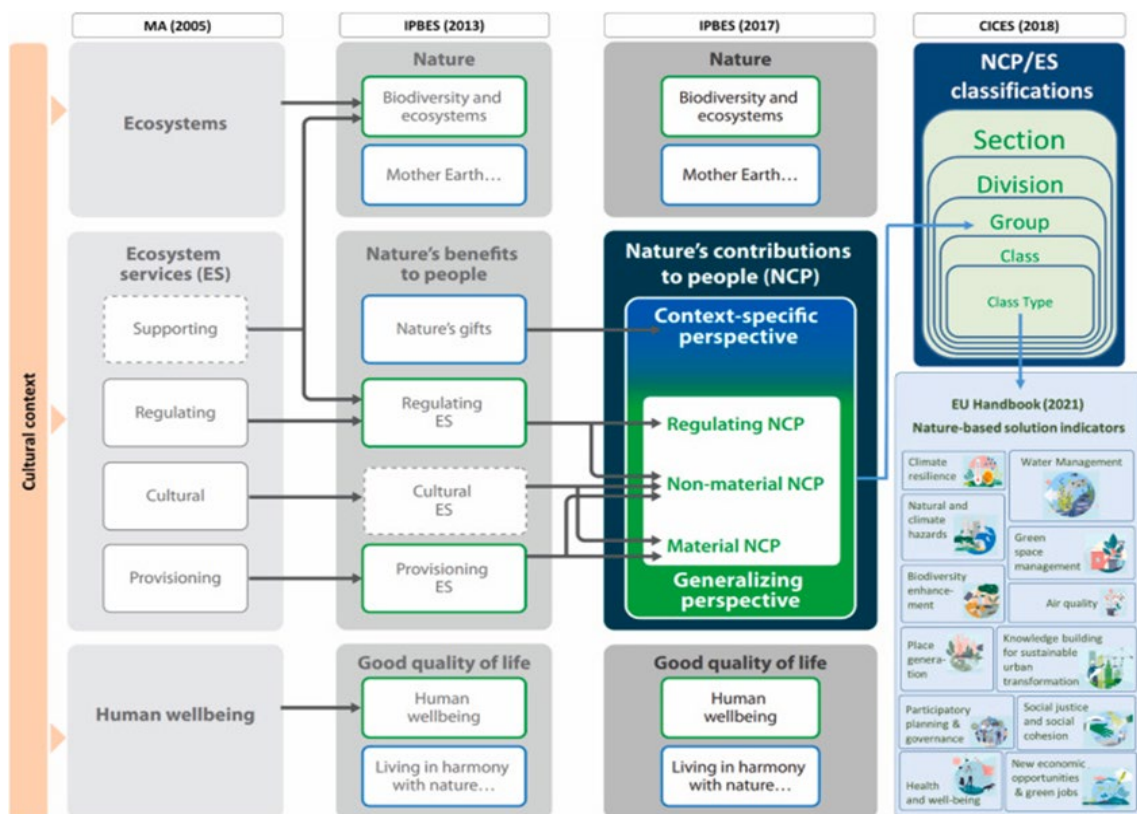 MA (2005)
IPBES (2013)
IPBES (2017)
CICES (2018)
Cultural context
Ecosystems
Ecosystem
services (ES)
Supporting
Regulating
Cultural
Provisioning
Human wellbeing
Nature
Biodiversity and
ecosystems
Mother Earth...
Nature's benefits
to people
Nature's gifts
Regulating
ES
Cultural
ES
Provisioning
ES
Good quality of life
Human
wellbeing
Living in harmony
with nature...
Nature
Biodiversity and
ecosystems
Mother Earth...
Nature's contributions
to people (NCP)
Context-specific
perspective
Regulating NCP
Non-material NCP
Material NCP
Generalizing
perspective
Good quality of life
Human
wellbeing
Living in harmony
with nature...
NCP/ES
classifications
Section
Division
Group
Class
Class Type
EU Handbook (2021)
Nature-based solution indicators
Climate
resilience
Water Management
Natural and
climate
hazards
Green
space
management
Biodiversity
enhance-
ment
Air quality
Place
genera-
tion
Knowledge building
for sustainable
urban
transformation
Participatory
planning &
governance
Social justice
and social
cohesion
Health
and well-being
New economic
opportunities
& green jobs